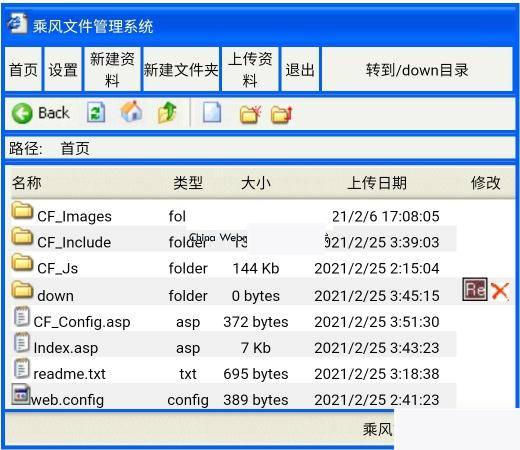 乘风文件管理系统
首页 设置 新建资料 新建文件夹 上传资料 退出 转到/down目录
Back
路径: 首页
名称 类型 大小 上传日期 修改
CF_Images fol 21/2/6 17:08:05
China Webs
CF_Include folder 2021/2/25 3:39:03
CF_Js folder 144 Kb 2021/2/25 2:15:04
down folder 0 bytes 2021/2/25 3:45:15 Re
CF_Config.asp asp 372 bytes 2021/2/25 3:51:30
Index.asp asp 7 Kb 2021/2/25 3:43:23
readme.txt txt 695 bytes 2021/2/25 3:18:38
web.config config 389 bytes 2021/2/25 2:41:23
乘风